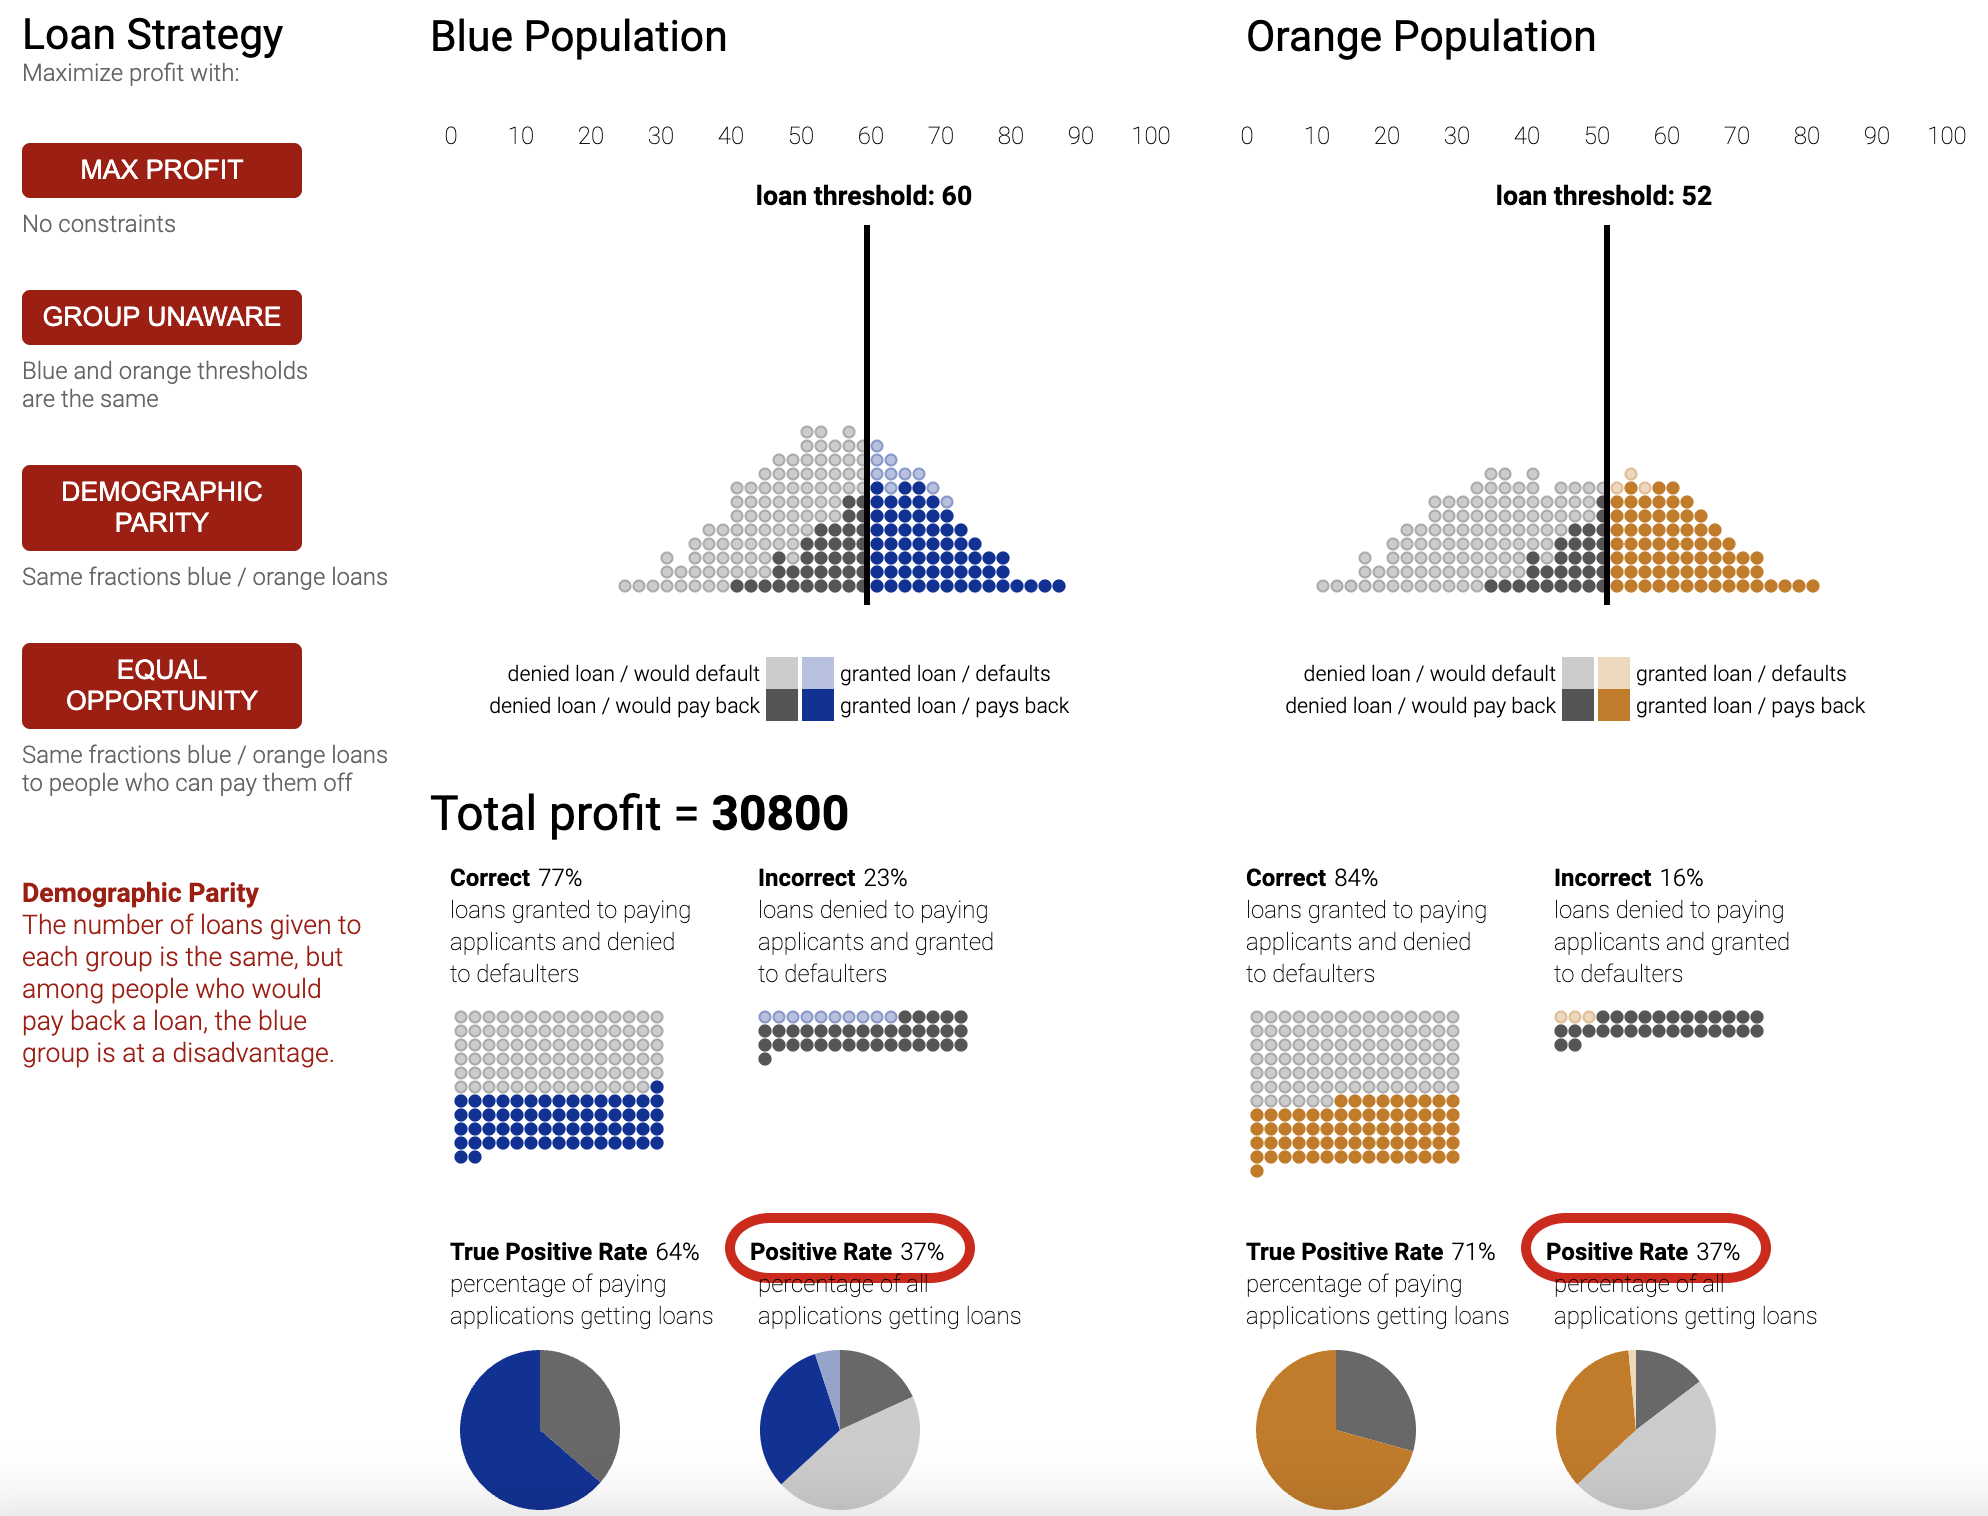 Loan Strategy
Maximize profit with:
MAX PROFIT
No constraints
GROUP UNAWARE
Blue and orange thresholds
are the same
DEMOGRAPHIC
PARITY
Same fractions blue / orange loans
EQUAL
OPPORTUNITY
Same fractions blue / orange loans
to people who can pay them off
Demographic Parity
The number of loans given to
each group is the same, but
among people who would
pay back a loan, the blue
group is at a disadvantage.
Blue Population
0 10 20 30 40 50 60 70 80 90 100
loan threshold: 60
denied loan / would default
granted loan / defaults
denied loan / would pay back
granted loan / pays back
Orange Population
0 10 20 30 40 50 60 70 80 90 100
loan threshold: 52
denied loan / would default
granted loan / defaults
denied loan / would pay back
granted loan / pays back
Total profit = 30800
Correct 77%
loans granted to paying
applicants and denied
to defaulters
Incorrect 23%
loans denied to paying
applicants and granted
to defaulters
Correct 84%
loans granted to paying
applicants and denied
to defaulters
Incorrect 16%
loans denied to paying
applicants and granted
to defaulters
True Positive Rate 64%
percentage of paying
applications getting loans
Positive Rate 37%
percentage of all
applications getting loans
True Positive Rate 71%
percentage of paying
applications getting loans
Positive Rate 37%
percentage of all
applications getting loans